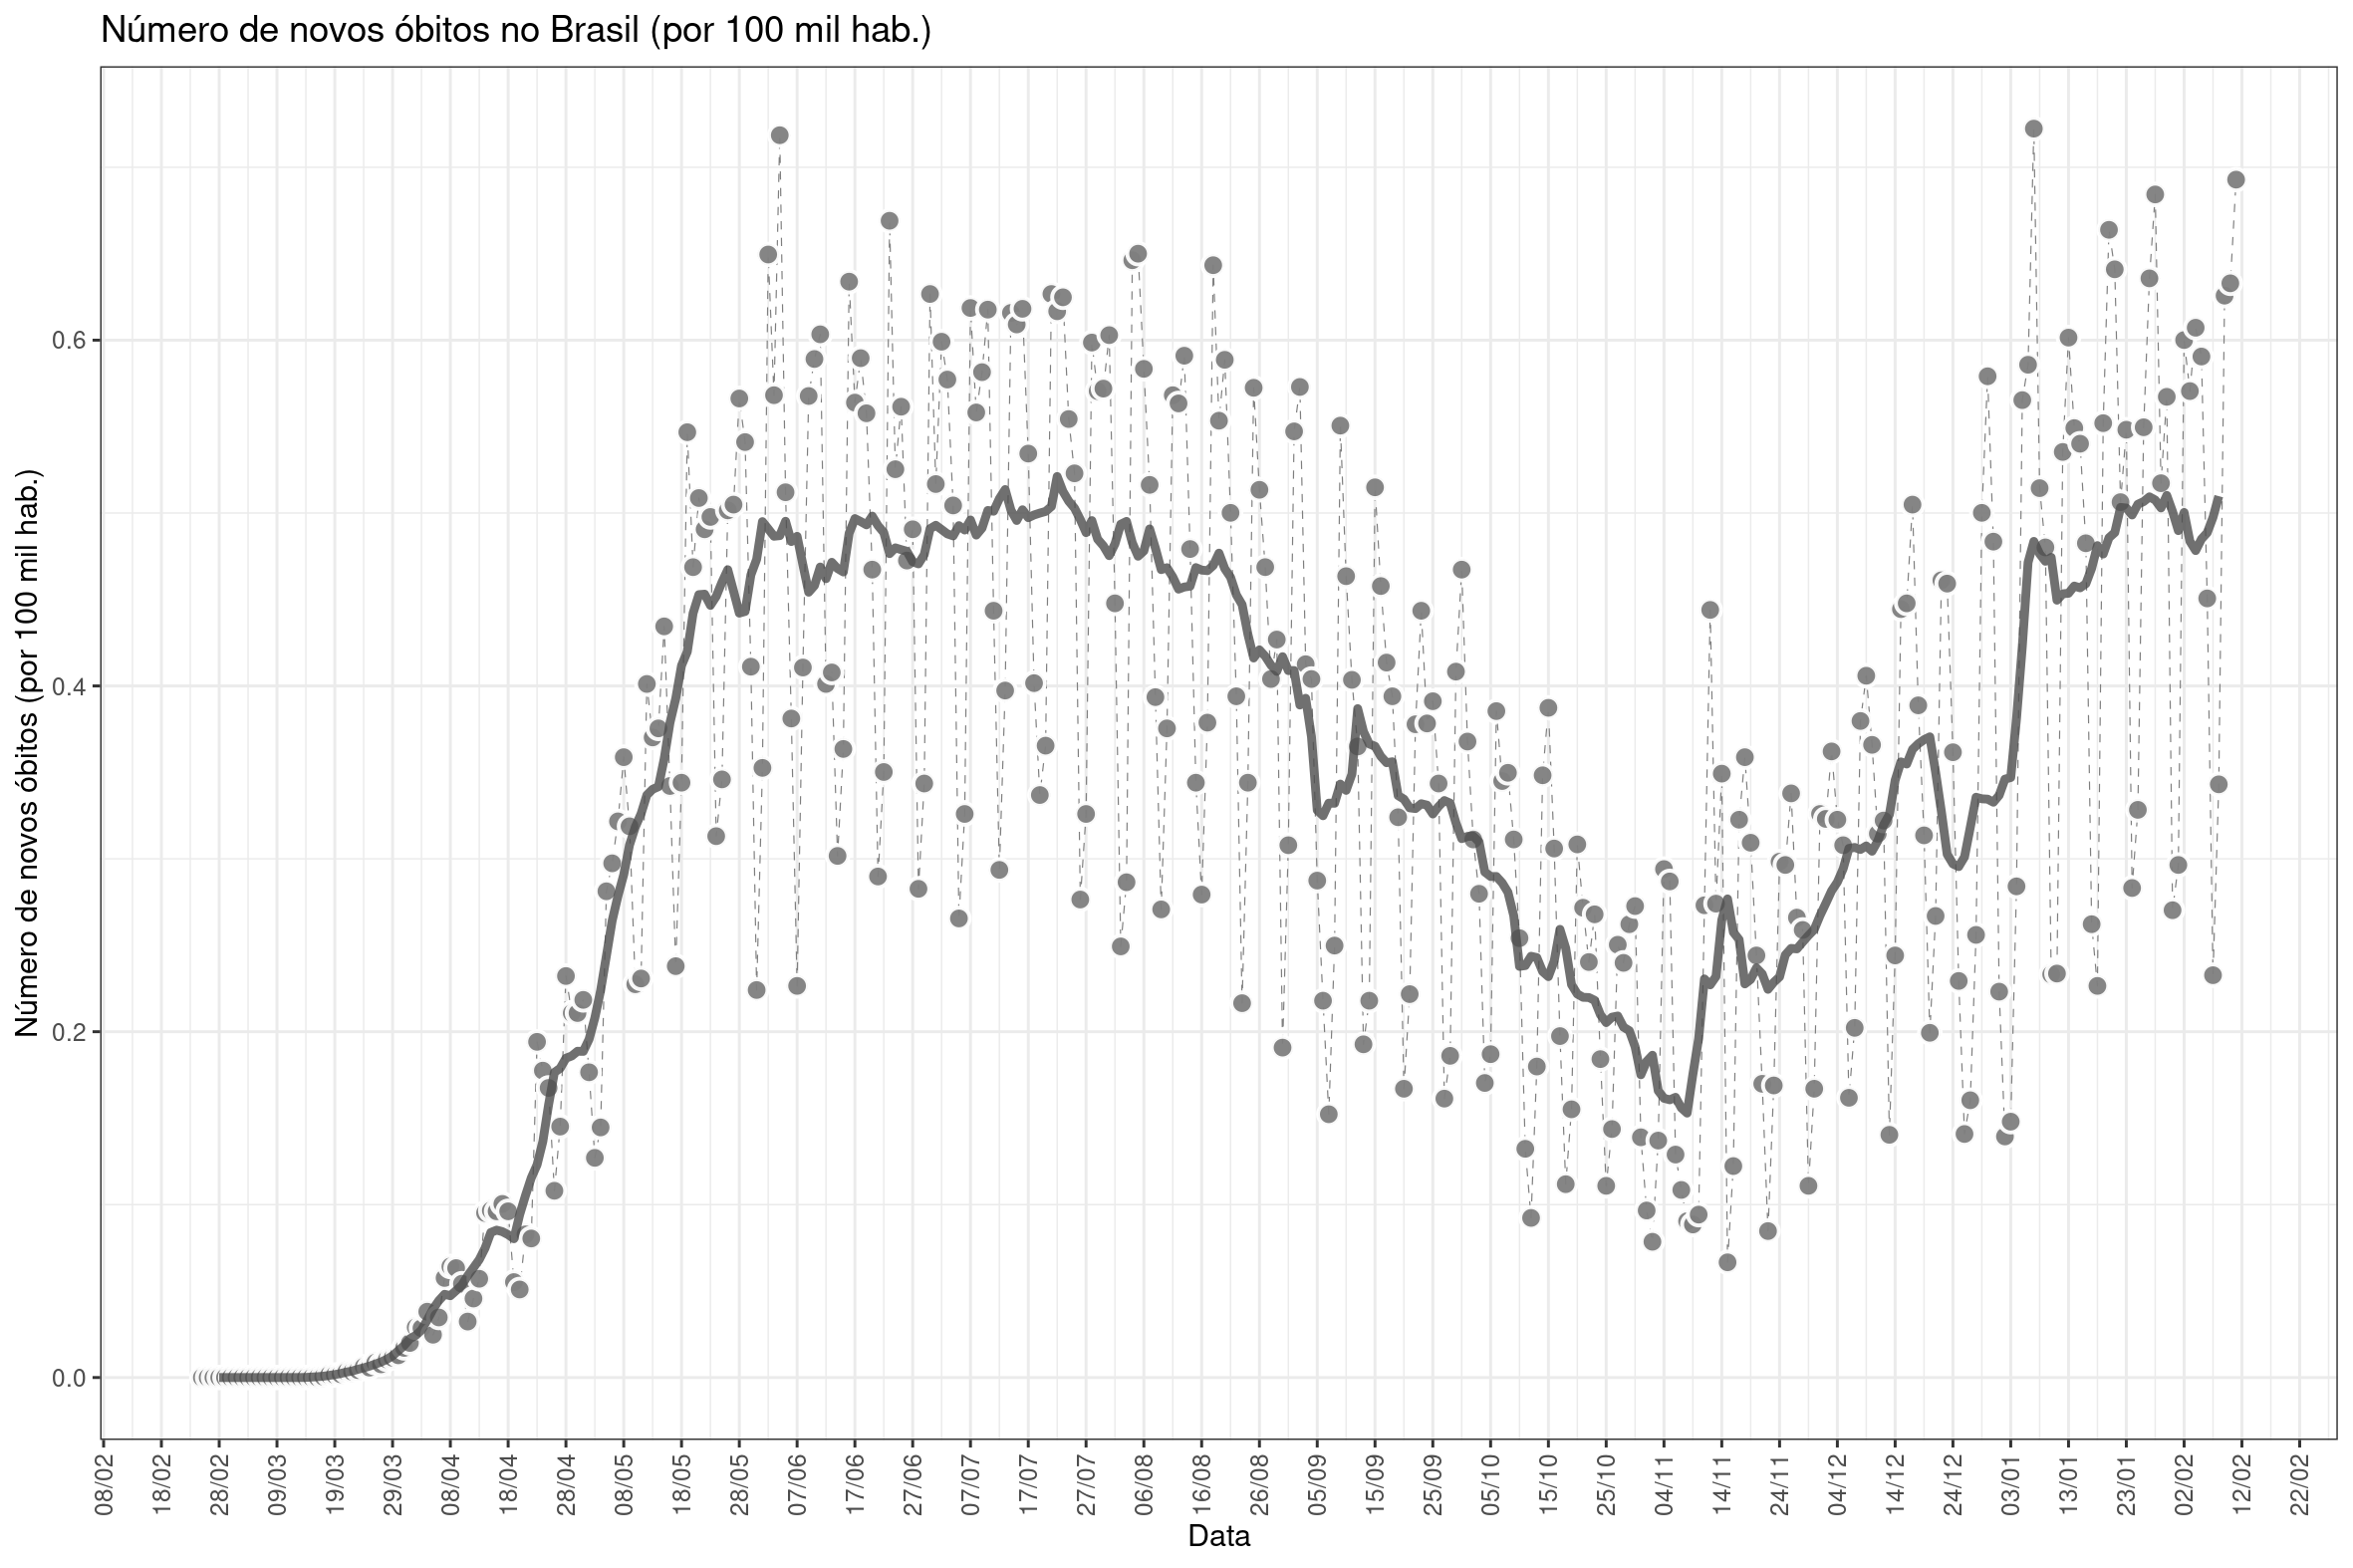 Número de novos óbitos no Brasil (por 100 mil hab.)
Número de novos óbitos (por 100 mil hab.)
0.6
0.4
0.2
0.0
08/02 18/02 28/02 09/03 19/03 29/03 08/04 18/04 28/04 08/05 18/05 28/05 07/06 17/06 27/06 07/07 17/07 27/07 06/08 16/08 26/08 05/09 15/09 25/09 05/10 15/10 25/10 04/11 14/11 24/11 04/12 14/12 24/12 03/01 13/01 23/01 02/02 12/02 22/02
Data